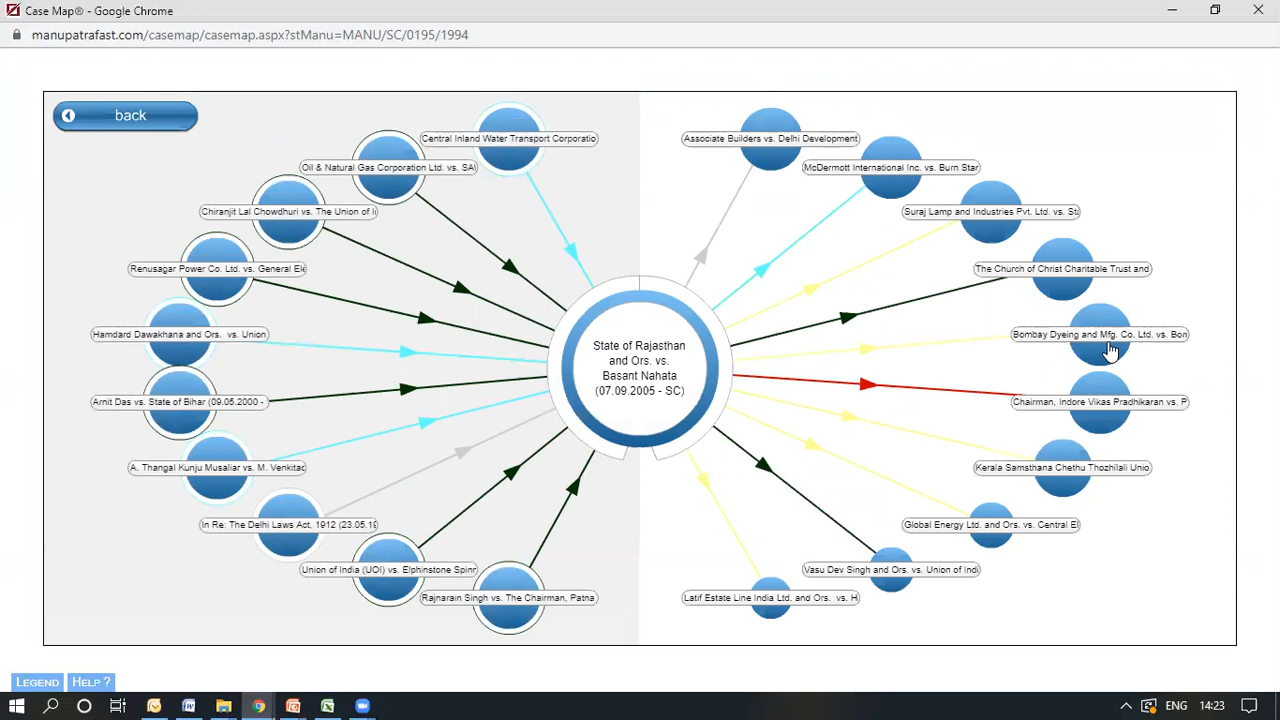 Case Map® - Google Chrome
manupatrafast.com/casemap/casemap.aspx?stManu=MANU/SC/0195/1994
back
Central Inland Water Transport Corporatio
Oil & Natural Gas Corporation Ltd. vs. SAW
Chiranjit Lal Chowdhuri vs. The Union of I
Renusagar Power Co. Ltd. vs. General Ele
Hamdard Dawakhana and Ors. vs. Union
Arnit Das vs. State of Bihar (09.05.2000 -
A. Thangal Kunju Musaliar vs. M. Venkitac
In Re: The Delhi Laws Act, 1912 (23.05.19
Union of India (UOI) vs. Elphinstone Spinn
Rajnarain Singh vs. The Chairman, Patna
State of Rajasthan
and Ors. vs.
Basant Nahata
(07.09.2005 - SC)
Associate Builders vs. Delhi Development
McDermott International Inc. vs. Burn Star
Suraj Lamp and Industries Pvt. Ltd. vs. Sta
The Church of Christ Charitable Trust and
Bombay Dyeing and Mfg. Co. Ltd. vs. Bom
Chairman, Indore Vikas Pradhikaran vs. P
Kerala Samsthana Chethu Thozhilali Unio
Global Energy Ltd. and Ors. vs. Central El
Vasu Dev Singh and Ors. vs. Union of Indi
Latif Estate Line India Ltd. and Ors. vs. H
LEGEND
HELP ?
ENG
14:23